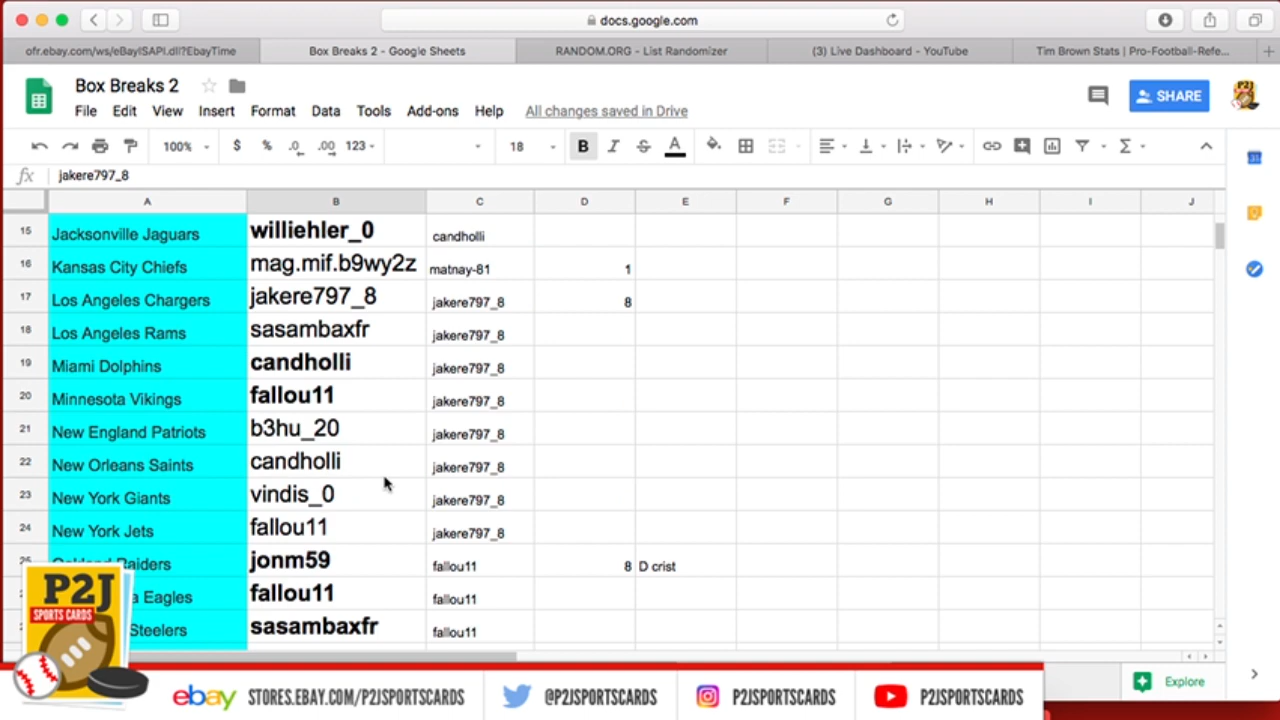 docs.google.com
ofr.ebay.com/ws/eBayISAPI.dll?EbayTime
Box Breaks 2 - Google Sheets
RANDOM.ORG - List Randomizer
(3) Live Dashboard - YouTube
Tim Brown Stats | Pro-Football-Refe...
Box Breaks 2
File Edit View Insert Format Data Tools Add-ons Help All changes saved in Drive
SHARE
100% $ % .0 .00 123 18 B I S A
fx jakere797_8
A B C D E F G H I J
15 Jacksonville Jaguars williehler_0 candholli
16 Kansas City Chiefs mag.mif.b9wy2z matnay-81 1
17 Los Angeles Chargers jakere797_8 jakere797_8 8
18 Los Angeles Rams sasambaxfr jakere797_8
19 Miami Dolphins candholli jakere797_8
20 Minnesota Vikings fallou11 jakere797_8
21 New England Patriots b3hu_20 jakere797_8
22 New Orleans Saints candholli jakere797_8
23 New York Giants vindis_0 jakere797_8
24 New York Jets fallou11 jakere797_8
25 Oakland Raiders jonm59 fallou11 8 D crist
a Eagles fallou11 fallou11
Steelers sasambaxfr fallou11
P2J
SPORTS CARDS
ebay STORES.EBAY.COM/P2JSPORTSCARDS
@P2JSPORTSCARDS
P2JSPORTSCARDS
P2JSPORTSCARDS
Explore